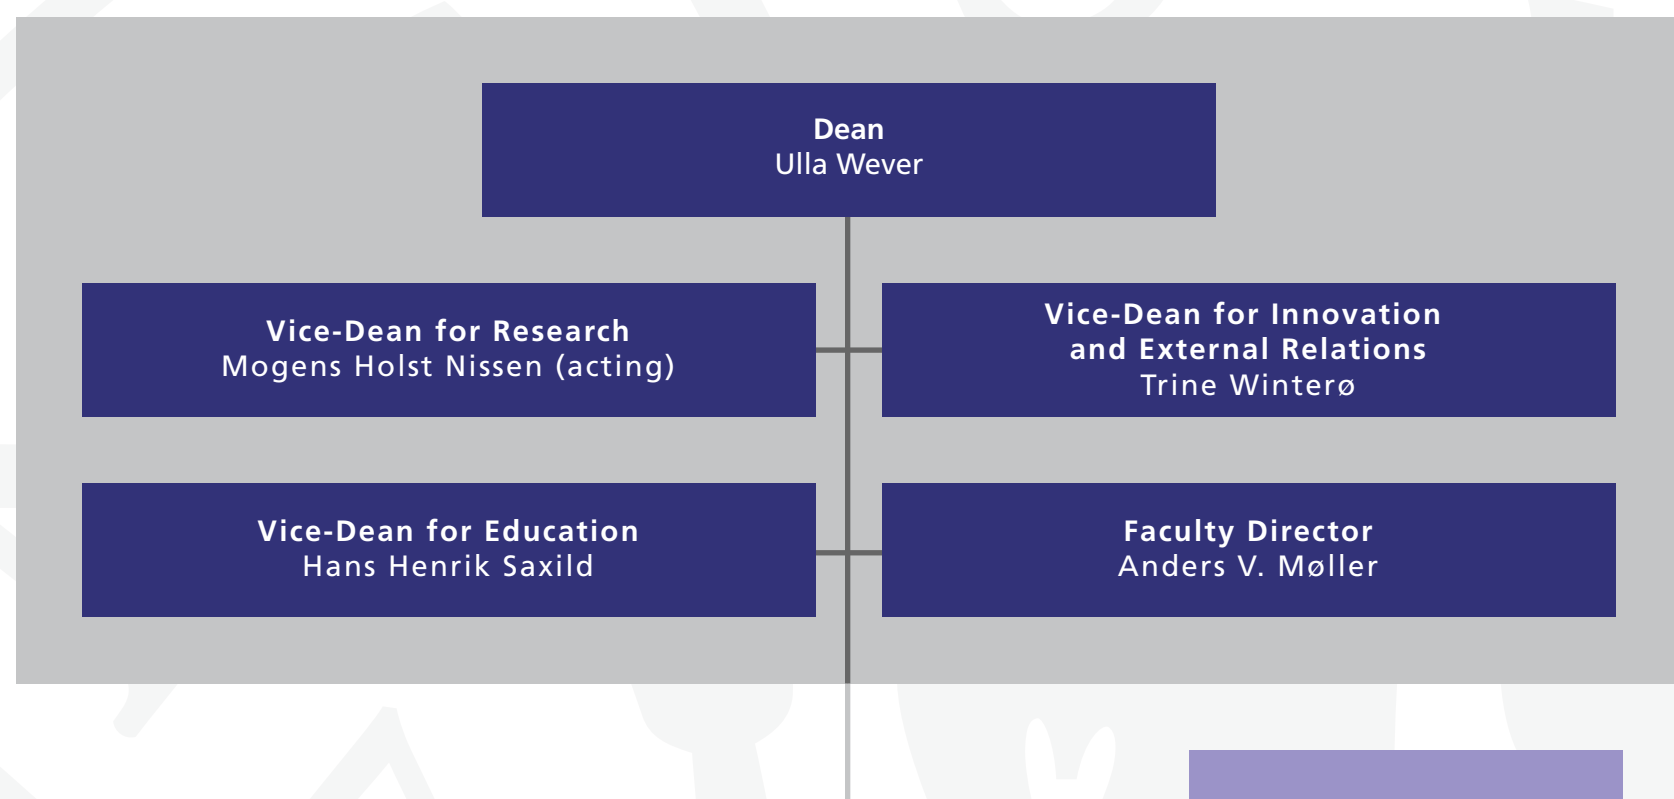 Dean
Ulla Wever
Vice-Dean for Research
Mogens Holst Nissen (acting)
Vice-Dean for Innovation
and External Relations
Trine Winterø
Vice-Dean for Education
Hans Henrik Saxild
Faculty Director
Anders V. Møller